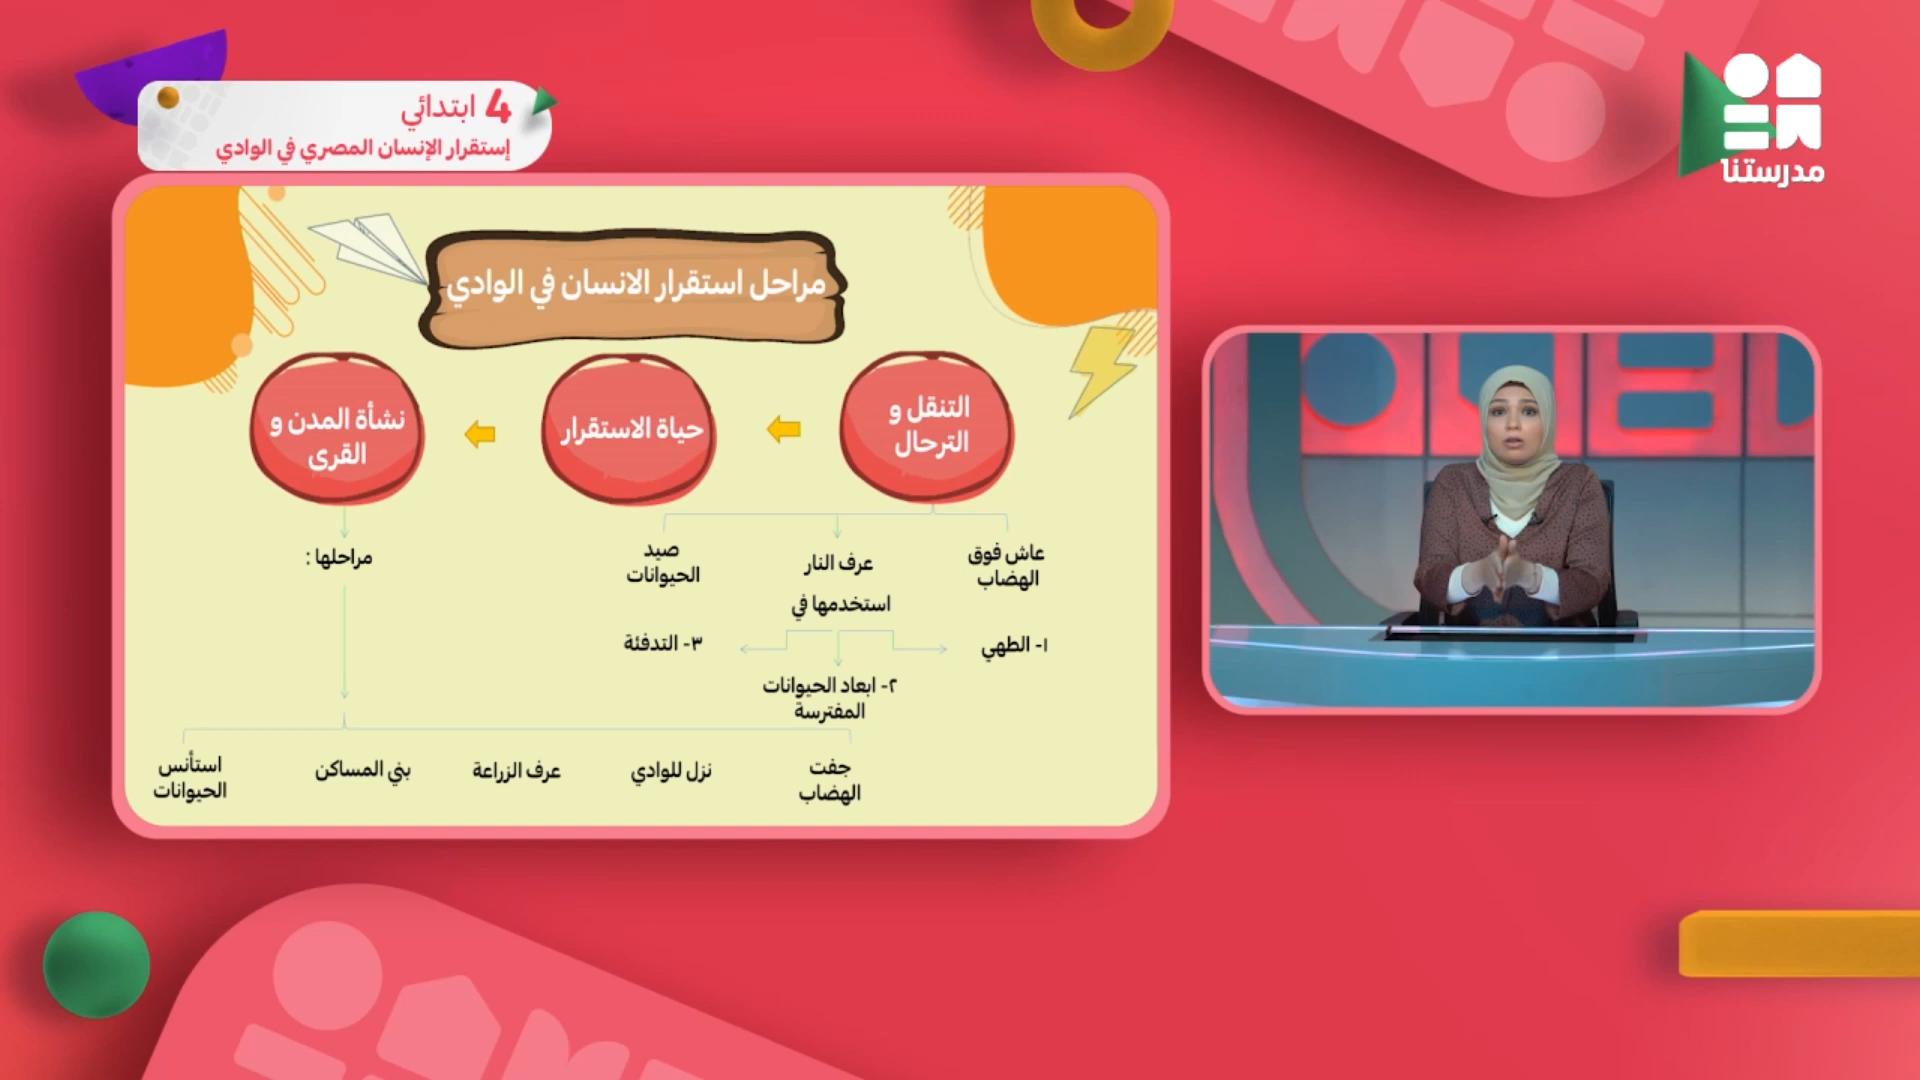 4 ابتدائي
إستقرار الإنسان المصري في الوادي
مدرستنا
مراحل استقرار الانسان في الوادي
التنقل و
الترحال
حياة الاستقرار
نشأة المدن و
القرى
عاش فوق
الهضاب
عرف النار
صيد
الحيوانات
استخدمها في
١- الطهي
٢- ابعاد الحيوانات
المفترسة
٣- التدفئة
مراحلها :
جفت
الهضاب
نزل للوادي
عرف الزراعة
بني المساكن
استأنس
الحيوانات